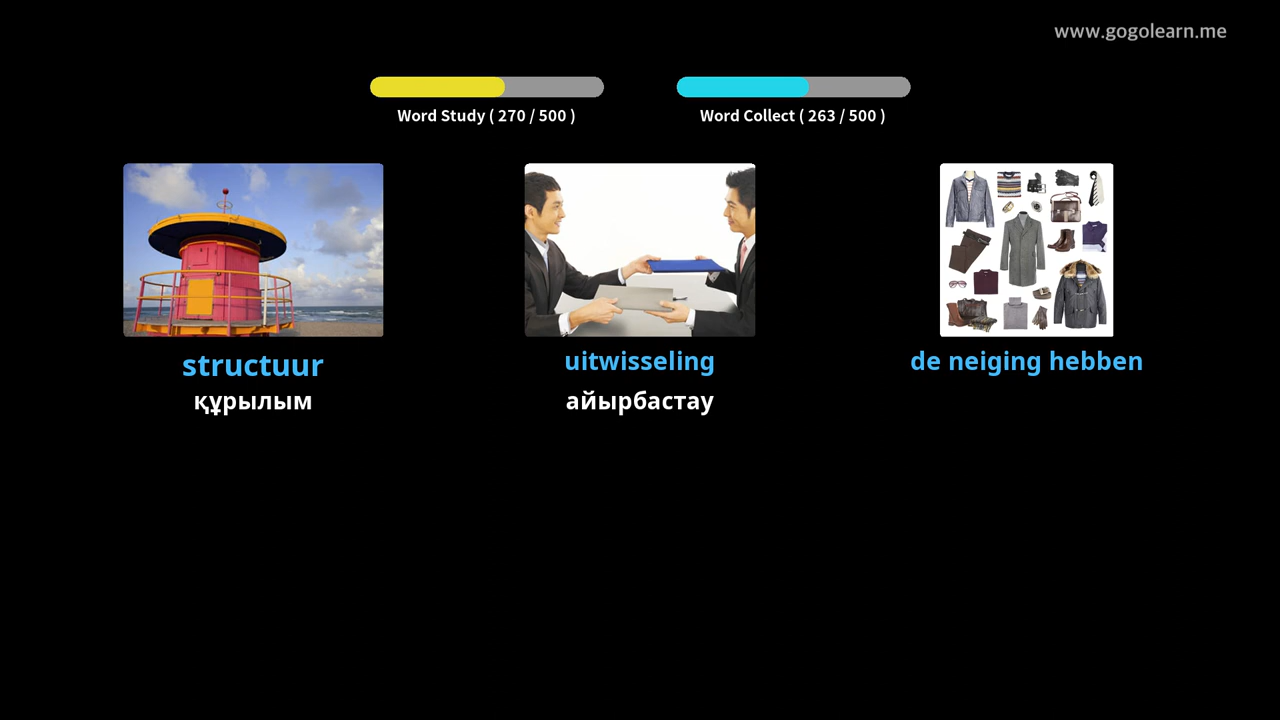 www.gogolearn.me
Word Study ( 270 / 500 )
Word Collect ( 263 / 500 )
structuur
құрылым
uitwisseling
айырбастау
de neiging hebben